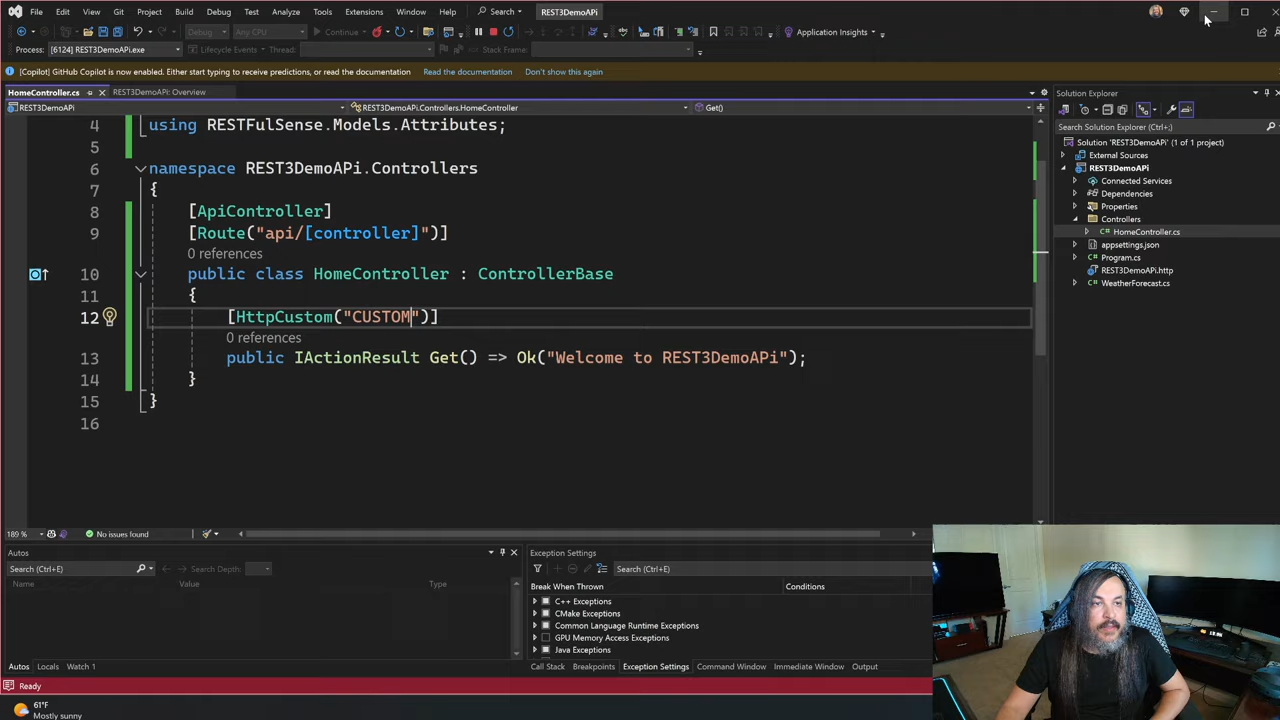 File Edit View Git Project Build Debug Test Analyze Tools Extensions Window Help Search REST3DemoAPi
Debug Any CPU Continue Application Insights
Process: [6124] REST3DemoAPi.exe Lifecycle Events Thread: Stack Frame:
[Copilot] GitHub Copilot is now enabled. Either start typing to receive predictions, or read the documentation Read the documentation Don't show this again
HomeController.cs REST3DemoAPi: Overview
REST3DemoAPi REST3DemoAPi.Controllers.HomeController Get()
4 using RESTFulSense.Models.Attributes;
5
6 namespace REST3DemoAPi.Controllers
7 {
8 [ApiController]
9 [Route("api/[controller]")]
0 references
10 public class HomeController : ControllerBase
11 {
12 [HttpCustom("CUSTOM")]
0 references
13 public IActionResult Get() => Ok("Welcome to REST3DemoAPi");
14 }
15 }
16
189 % No issues found
Solution Explorer
Search Solution Explorer (Ctrl+;)
Solution 'REST3DemoAPi' (1 of 1 project)
External Sources
REST3DemoAPi
Connected Services
Dependencies
Properties
Controllers
HomeController.cs
appsettings.json
Program.cs
REST3DemoAPi.http
WeatherForecast.cs
Autos
Search (Ctrl+E) Search Depth:
Name Value Type
Autos Locals Watch 1
Exception Settings
Search (Ctrl+E)
Break When Thrown Conditions
C++ Exceptions
CMake Exceptions
Common Language Runtime Exceptions
GPU Memory Access Exceptions
Java Exceptions
Call Stack Breakpoints Exception Settings Command Window Immediate Window Output
Ready
61°F
Mostly sunny